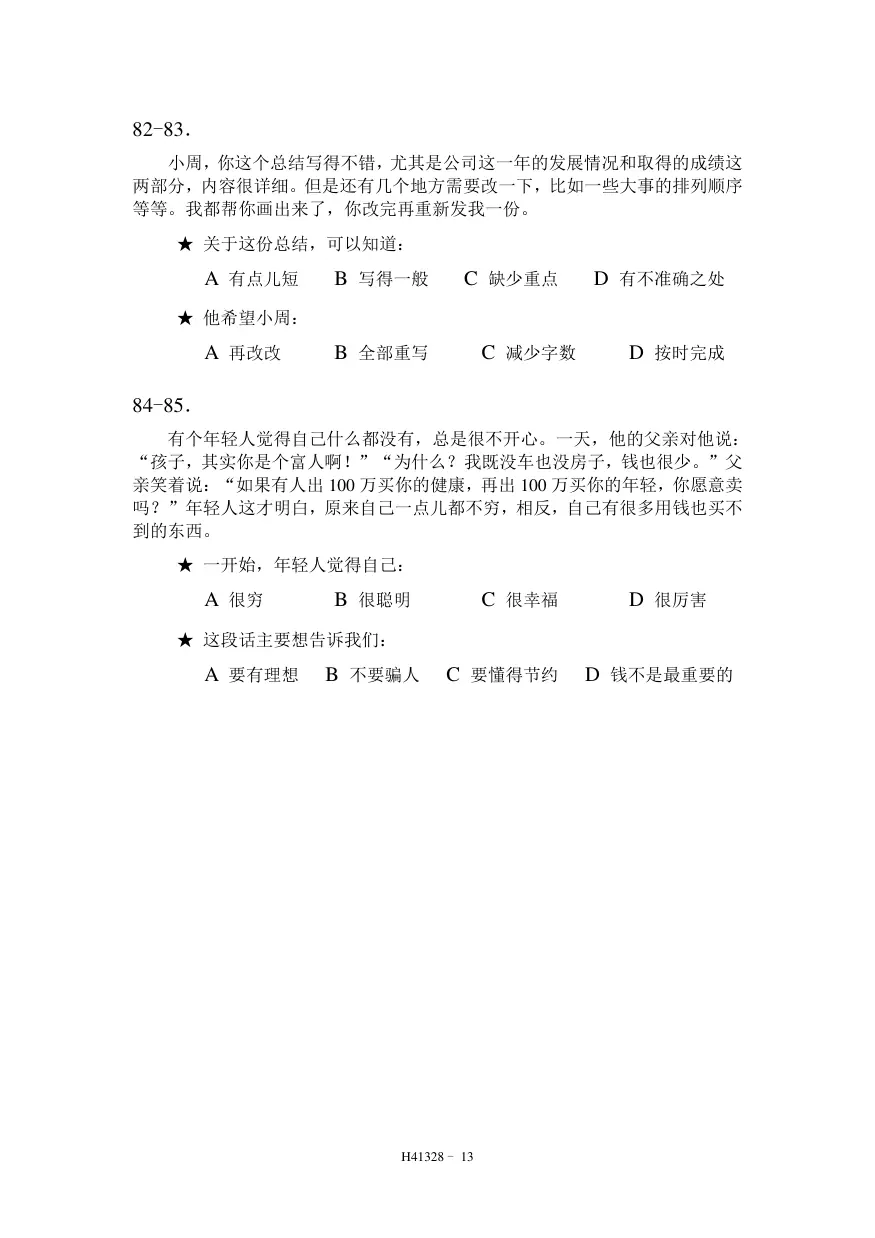 82-83．
小周，你这个总结写得不错，尤其是公司这一年的发展情况和取得的成绩这
两部分，内容很详细。但是还有几个地方需要改一下，比如一些大事的排列顺序
等等。我都帮你画出来了，你改完再重新发我一份。
★ 关于这份总结，可以知道：
A 有点儿短 B 写得一般 C 缺少重点 D 有不准确之处
★ 他希望小周：
A 再改改 B 全部重写 C 减少字数 D 按时完成
84-85．
有个年轻人觉得自己什么都没有，总是很不开心。一天，他的父亲对他说：
“孩子，其实你是个富人啊！”“为什么？我既没车也没房子，钱也很少。”父
亲笑着说：“如果有人出 100 万买你的健康，再出 100 万买你的年轻，你愿意卖
吗？”年轻人这才明白，原来自己一点儿都不穷，相反，自己有很多用钱也买不
到的东西。
★ 一开始，年轻人觉得自己：
A 很穷 B 很聪明 C 很幸福 D 很厉害
★ 这段话主要想告诉我们：
A 要有理想 B 不要骗人 C 要懂得节约 D 钱不是最重要的
H41328－ 13